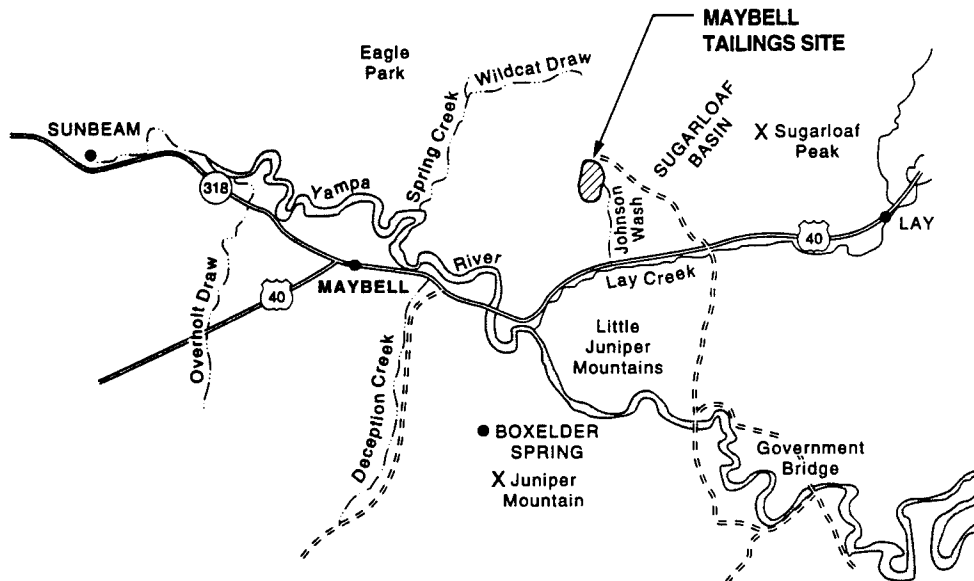 MAYBELL
TAILINGS SITE
Eagle
Park
Wildcat Draw
Spring Creek
SUGARLOAF
BASIN
X Sugarloaf
Peak
SUNBEAM
318
Yampa
Johnson
Wash
LAY
40
River
Lay Creek
MAYBELL
40
Overholt Draw
Little
Juniper
Mountains
Deception Creek
BOXELDER
SPRING
X Juniper
Mountain
Government
Bridge